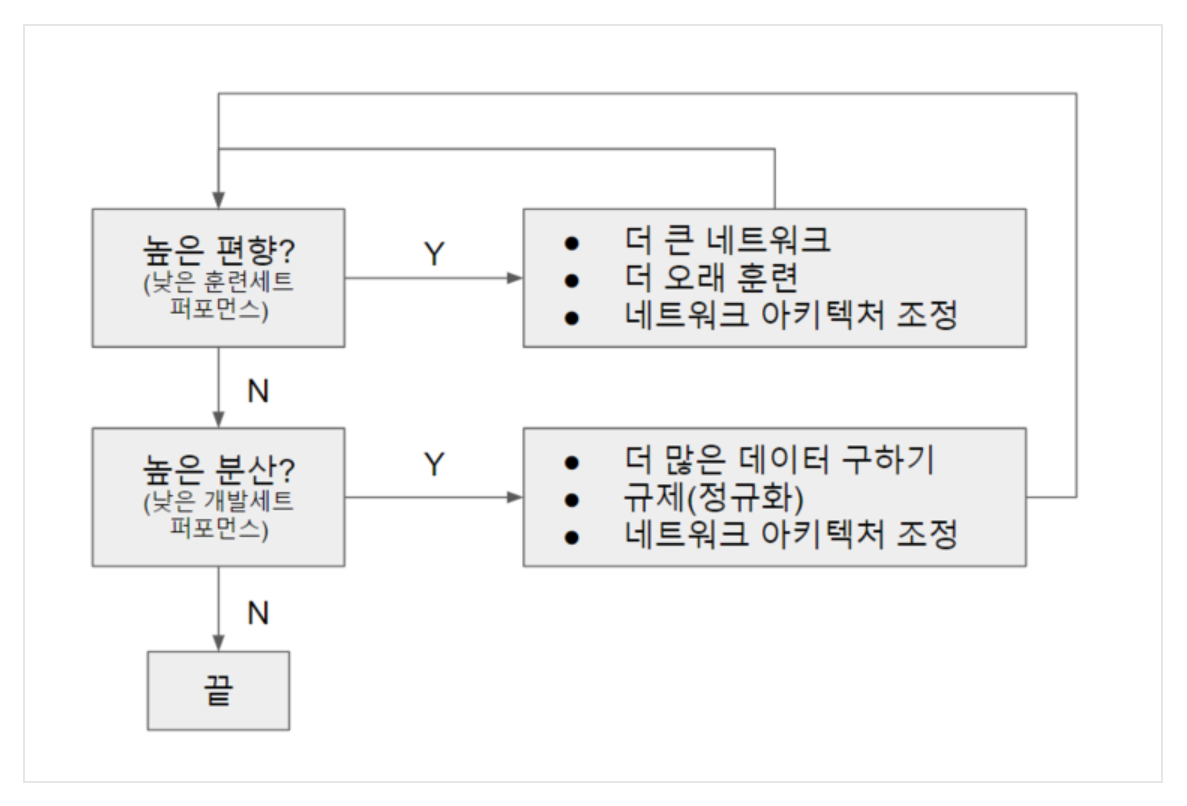 높은 편향?
(낮은 훈련세트
퍼포먼스)
Y
● 더 큰 네트워크
● 더 오래 훈련
● 네트워크 아키텍처 조정
N
높은 분산?
(낮은 개발세트
퍼포먼스)
Y
● 더 많은 데이터 구하기
● 규제(정규화)
● 네트워크 아키텍처 조정
N
끝